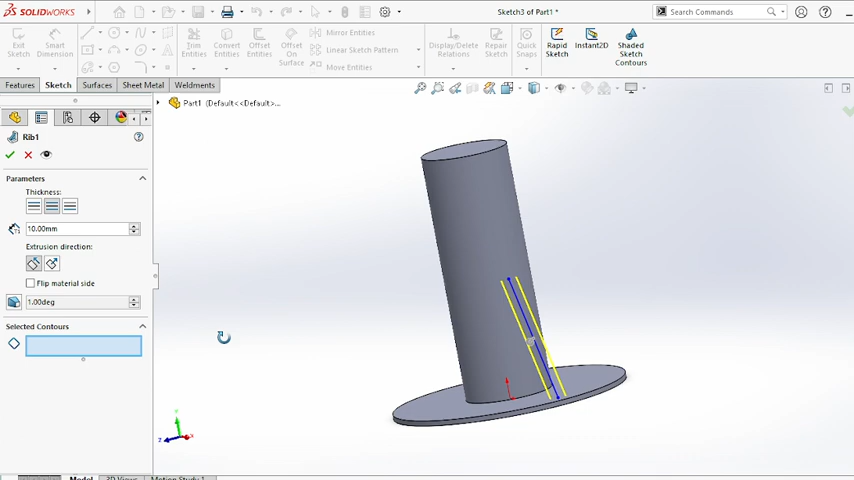 SOLIDWORKS
Sketch3 of Part1 *
Search Commands
Exit Sketch
Smart Dimension
Trim Entities
Convert Entities
Offset Entities
Offset On Surface
Mirror Entities
Linear Sketch Pattern
Move Entities
Display/Delete Relations
Repair Sketch
Quick Snaps
Rapid Sketch
Instant2D
Shaded Sketch Contours
Features
Sketch
Surfaces
Sheet Metal
Weldments
Part1 (Default<<Default>...
Rib1
Parameters
Thickness:
10.00mm
Extrusion direction:
Flip material side
1.00deg
Selected Contours
Model
3D Views
Motion Study 1